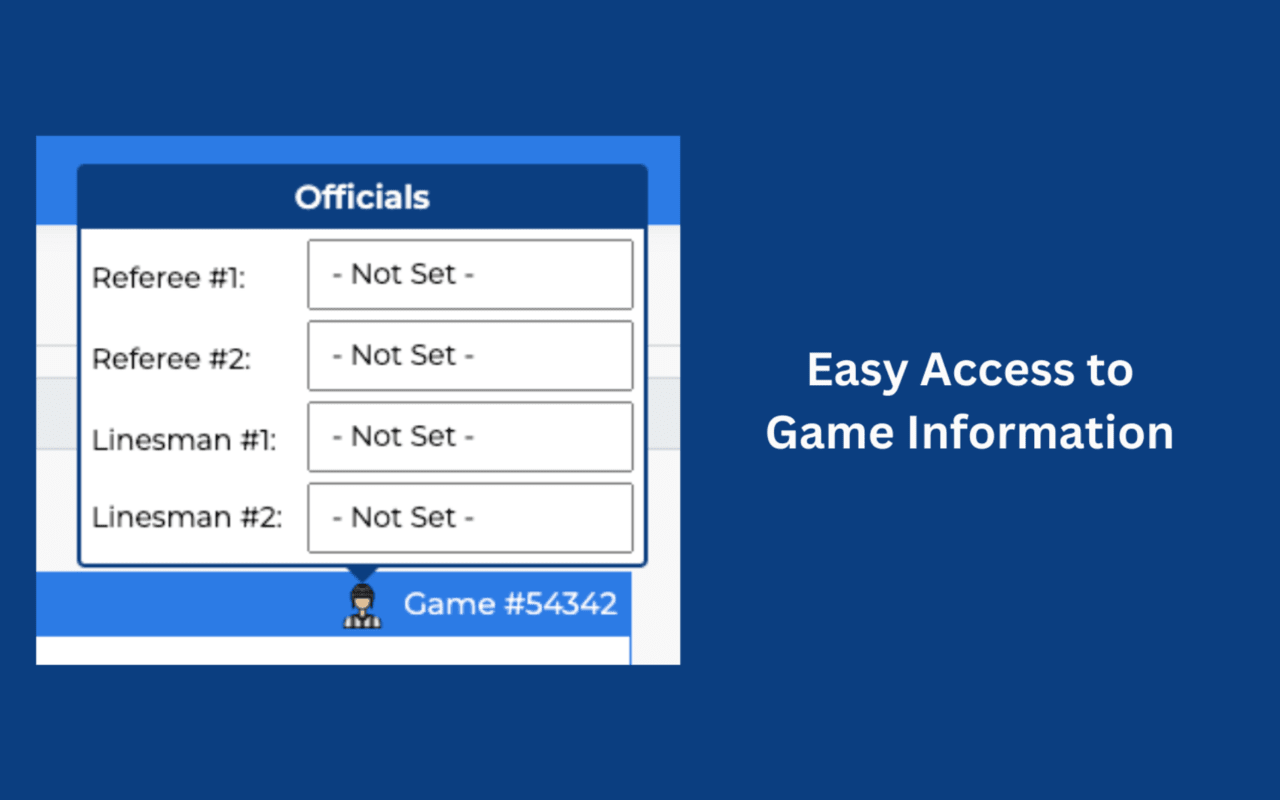 Officials
Referee #1: - Not Set -
Referee #2: - Not Set -
Linesman #1: - Not Set -
Linesman #2: - Not Set -
Game #54342
Easy Access to
Game Information